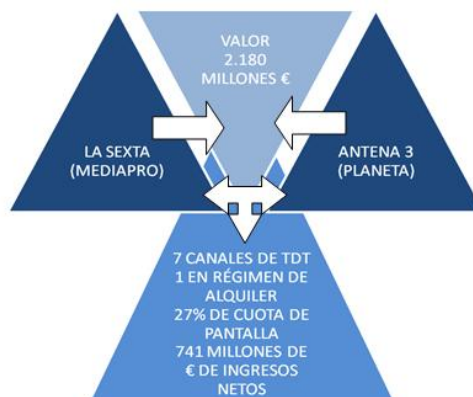 VALOR
2.180
MILLONES €
LA SEXTA
(MEDIAPRO)
ANTENA 3
(PLANETA)
7 CANALES DE TDT
1 EN RÉGIMEN DE
ALQUILER
27% DE CUOTA DE
PANTALLA
741 MILLONES DE
€ DE INGRESOS
NETOS